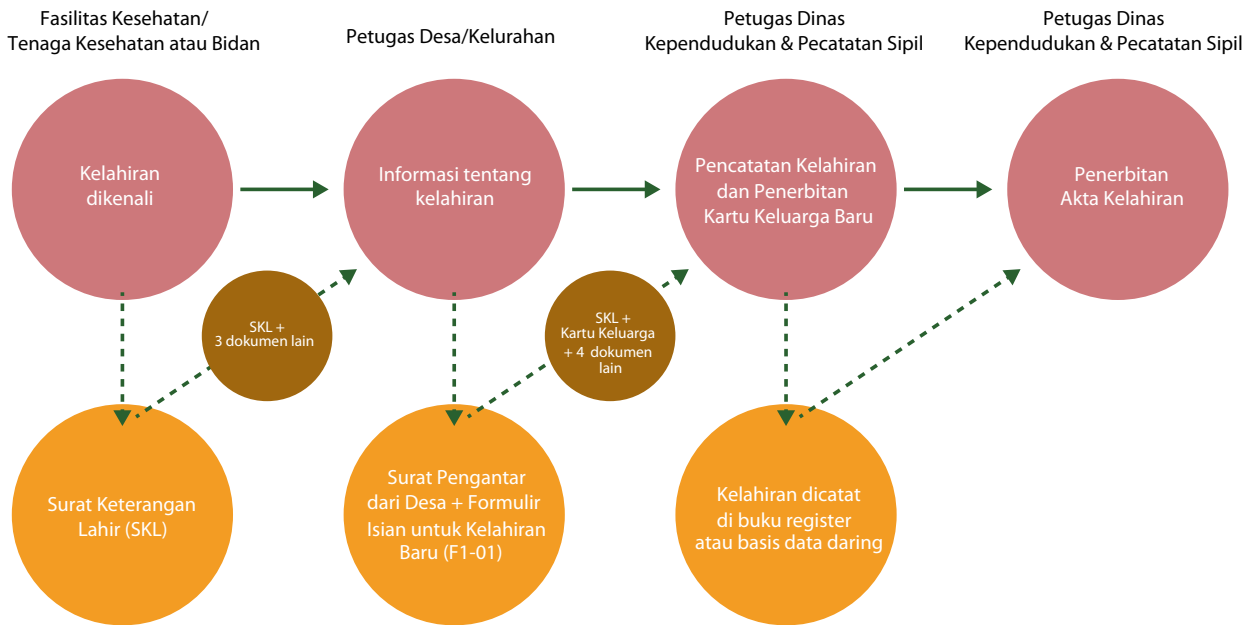 Fasilitas Kesehatan/
Tenaga Kesehatan atau Bidan
Petugas Desa/Kelurahan
Petugas Dinas
Kependudukan & Pecatatan Sipil
Petugas Dinas
Kependudukan & Pecatatan Sipil
Kelahiran
dikenali
Informasi tentang
kelahiran
Pencatatan Kelahiran
dan Penerbitan
Kartu Keluarga Baru
Penerbitan
Akta Kelahiran
SKL +
3 dokumen lain
SKL +
Kartu Keluarga
+ 4 dokumen
lain
Surat Keterangan
Lahir (SKL)
Surat Pengantar
dari Desa + Formulir
Isian untuk Kelahiran
Baru (F1-01)
Kelahiran dicatat
di buku register
atau basis data daring